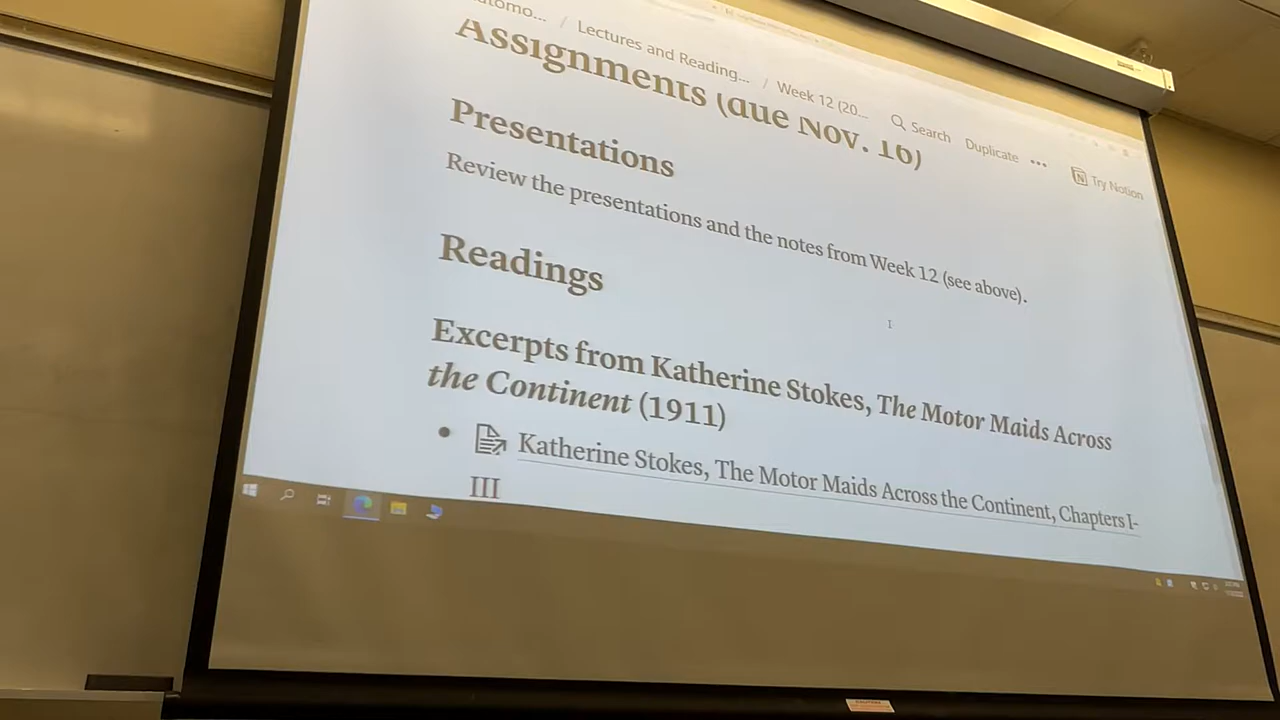 Lectures and Reading... / Week 12 (20... Search Duplicate ••• Try Notion
Assignments (due Nov. 16)
Presentations
Review the presentations and the notes from Week 12 (see above).
Readings
Excerpts from Katherine Stokes, The Motor Maids Across
the Continent (1911)
Katherine Stokes, The Motor Maids Across the Continent, Chapters I-
III